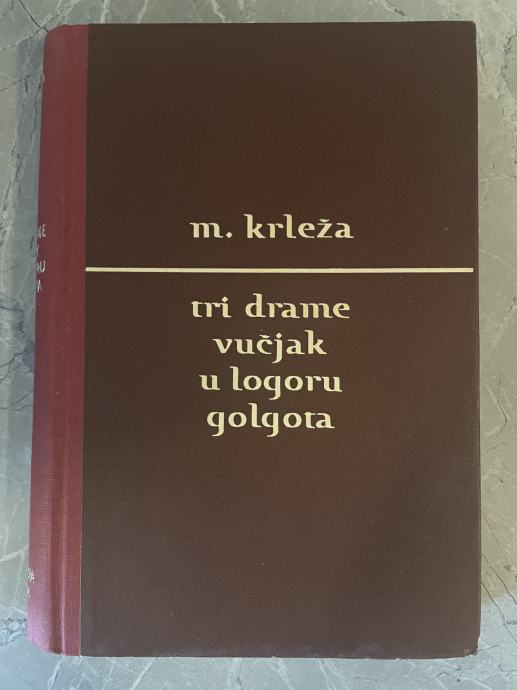 m. krleža
tri drame
vučjak
u logoru
golgota